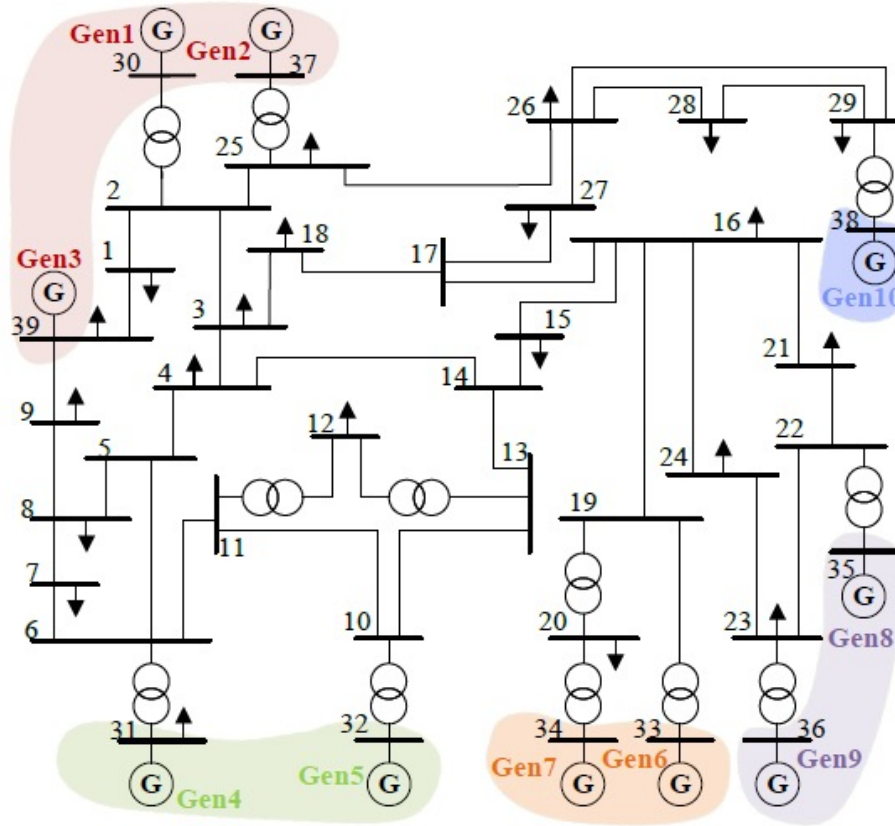 Gen1 G G Gen2
30 37
26 28 29
25
2 27 16 38
18 17 G
Gen3 1 Gen10
G
39 3 15
21
4 14
9 12
5 13 22
24
8 11 19
7 35
G
6 10 20 23 Gen8
31 32 34 33 36
Gen7 Gen6 Gen9
G Gen4 Gen5 G G G G